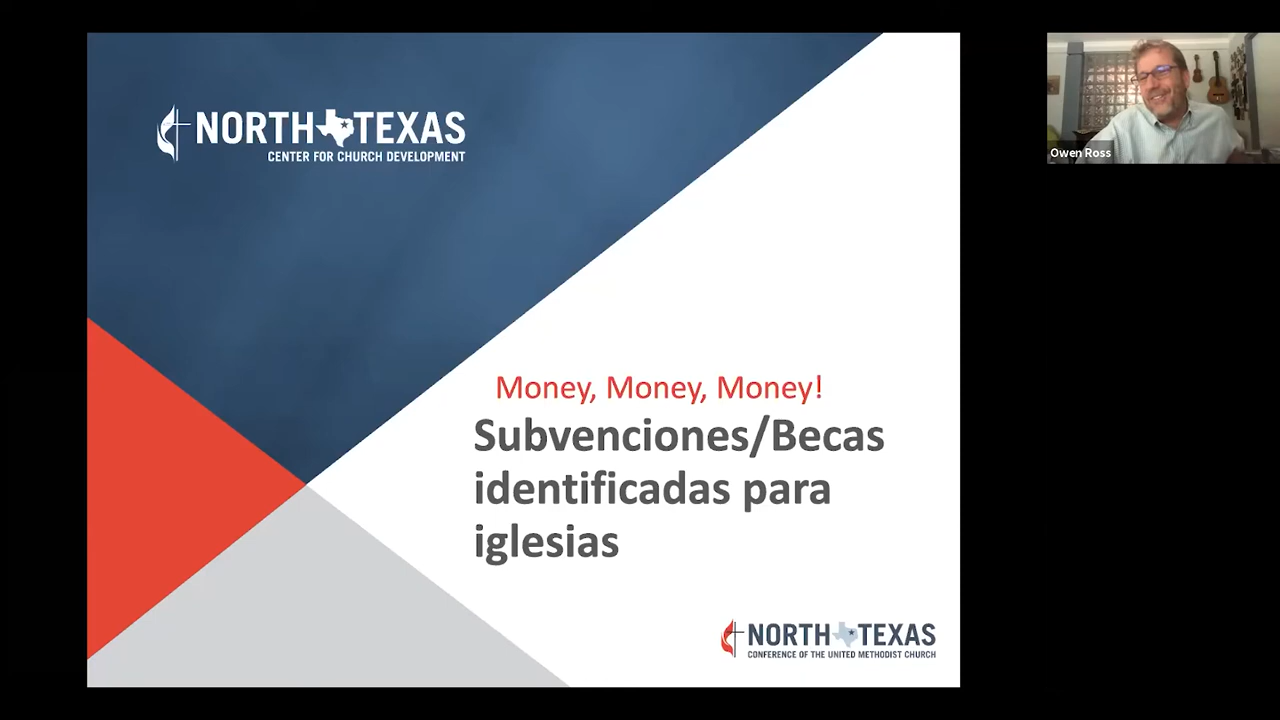 NORTH TEXAS
CENTER FOR CHURCH DEVELOPMENT
Owen Ross
Money, Money, Money!
Subvenciones/Becas
identificadas para
iglesias
NORTH TEXAS
CONFERENCE OF THE UNITED METHODIST CHURCH